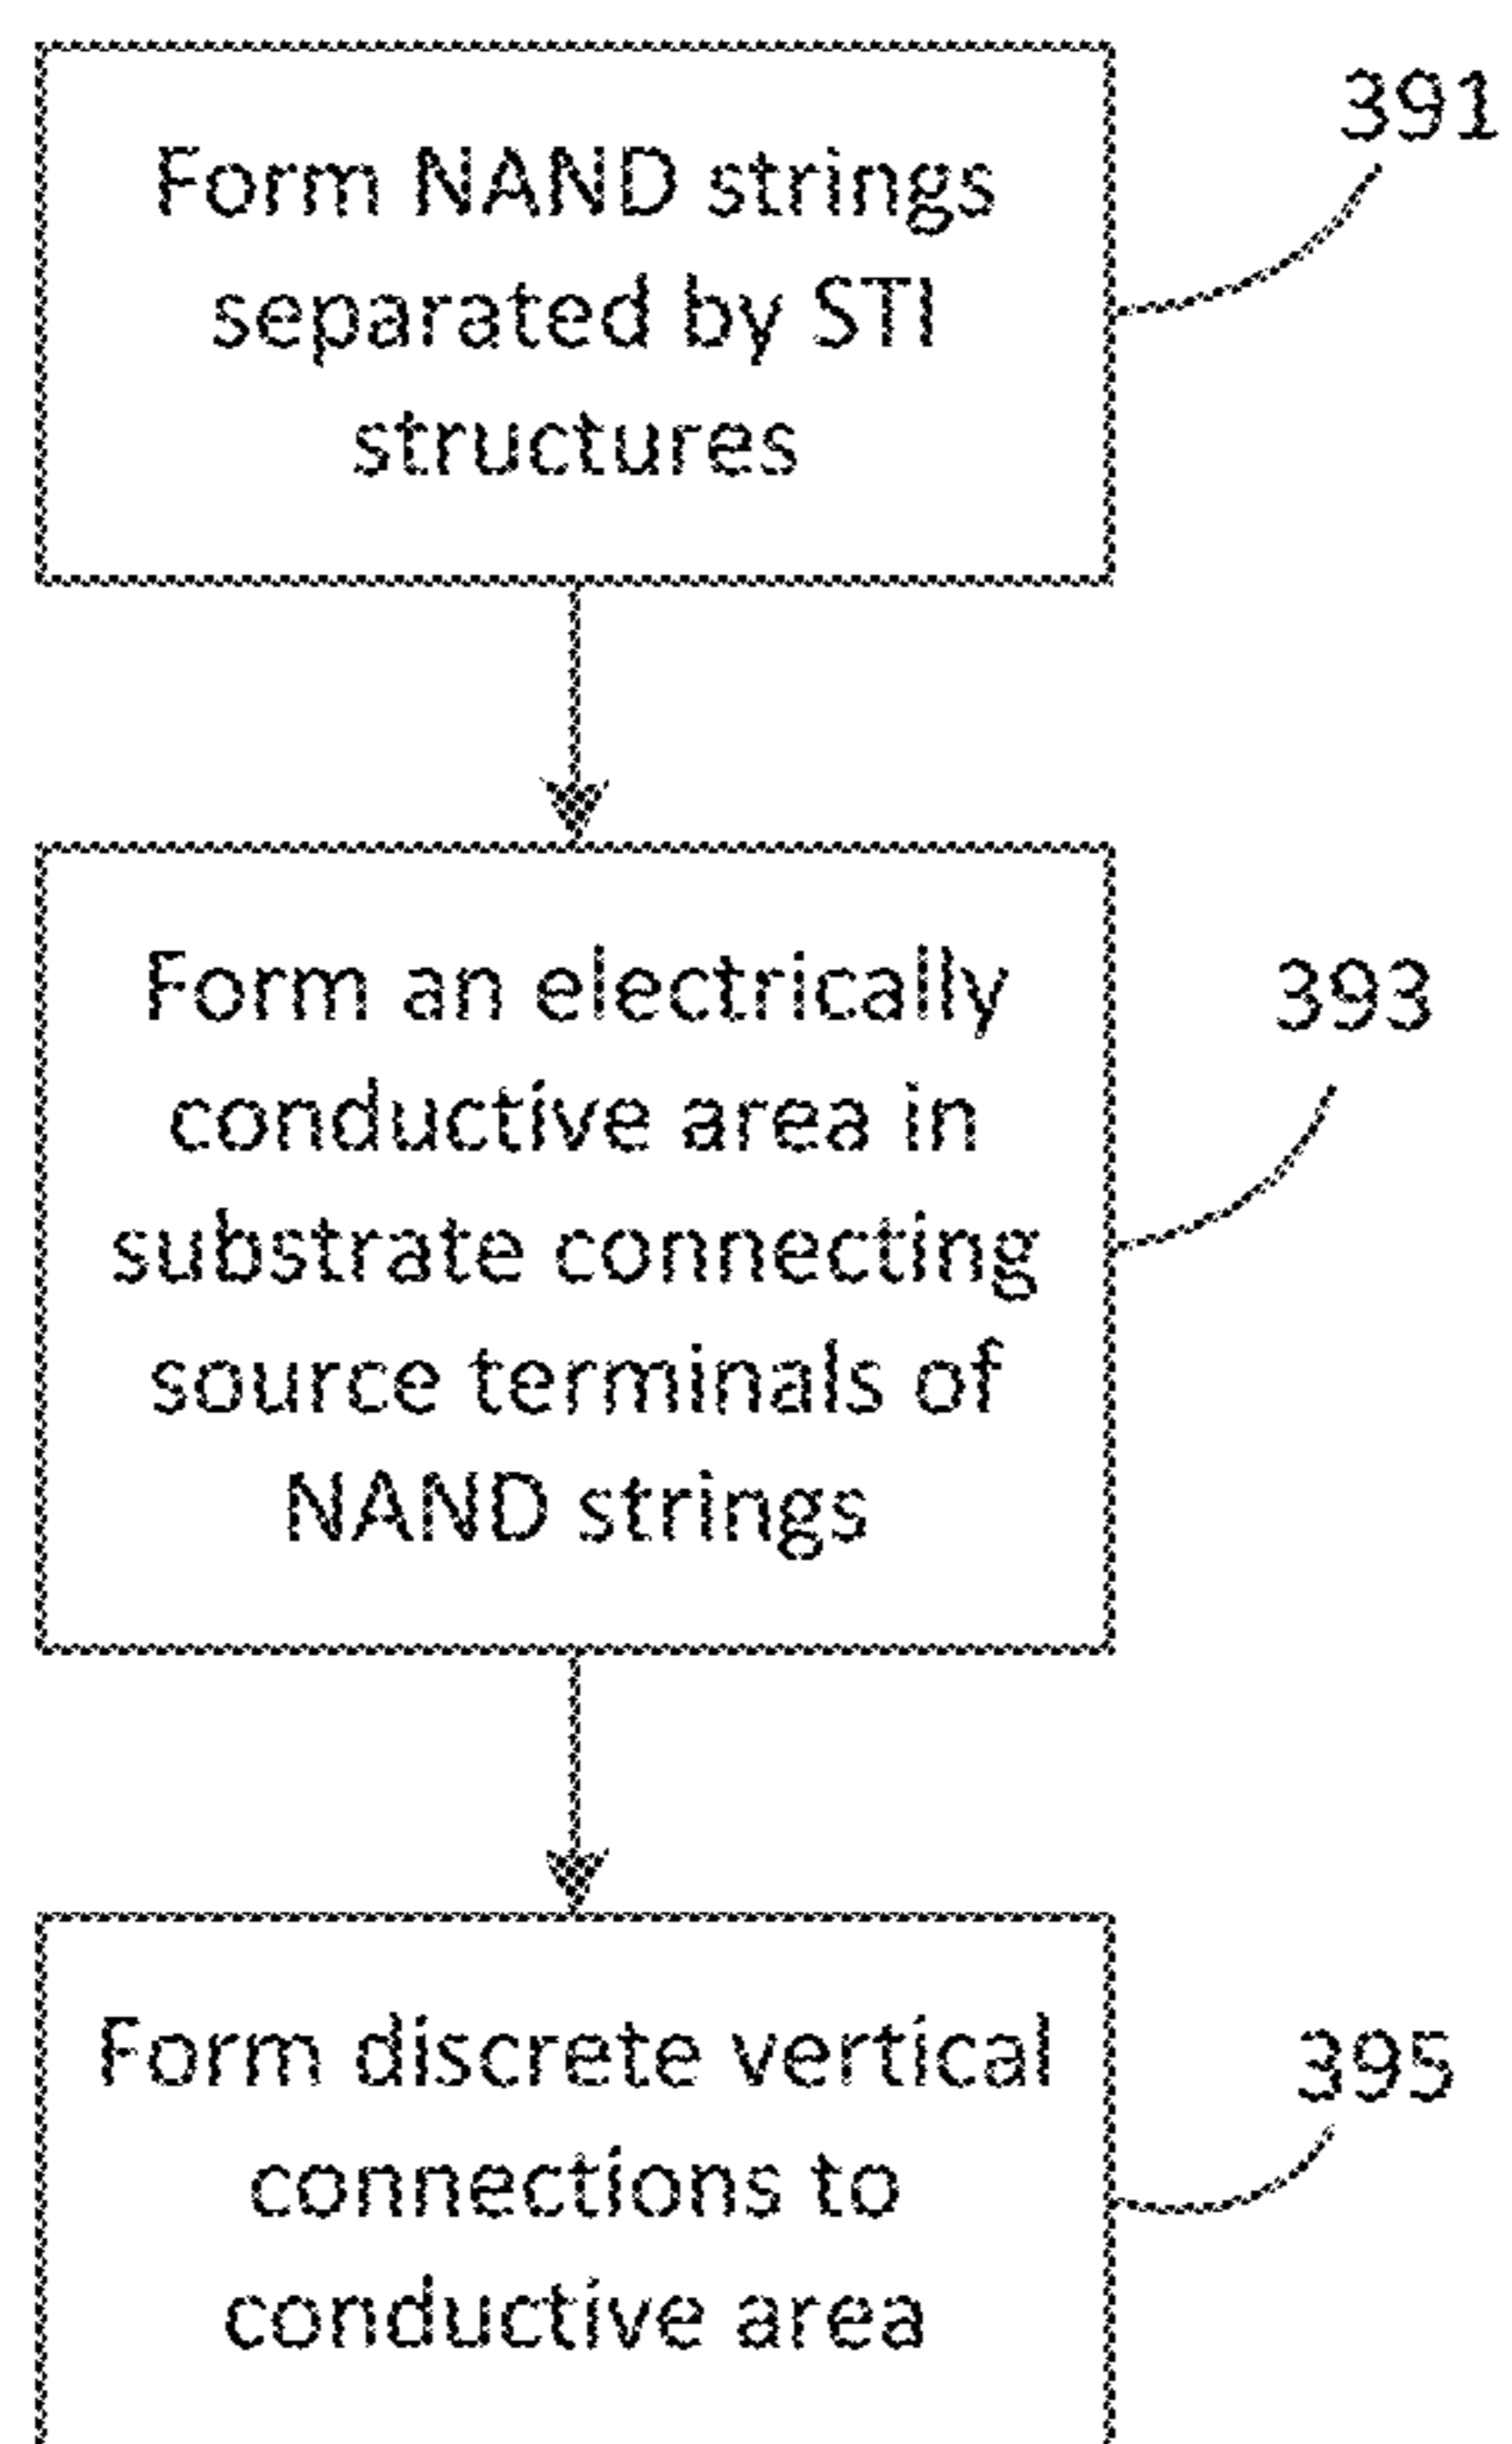 Form NAND strings
separated by STI
structures
391
Form an electrically
conductive area in
substrate connecting
source terminals of
NAND strings
393
Form discrete vertical
connections to
conductive area
395